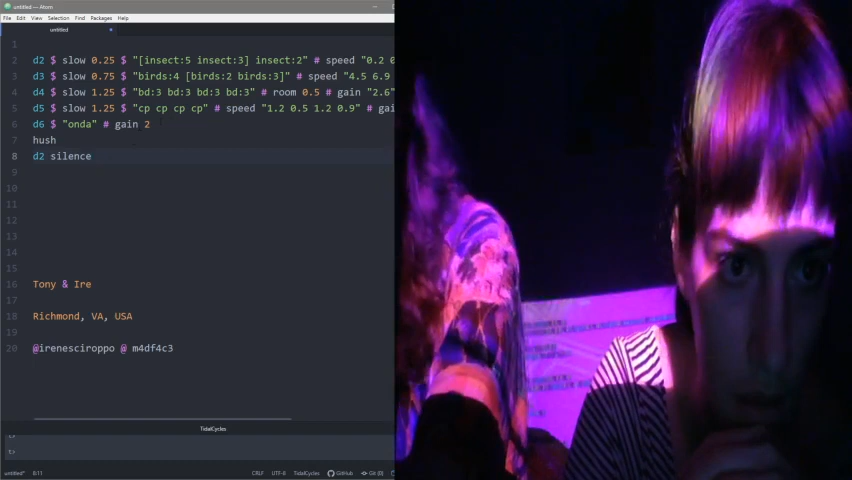 untitled — Atom
File Edit View Selection Find Packages Help
untitled
1
2 d2 $ slow 0.25 $ "[insect:5 insect:3] insect:2" # speed "0.2 0
3 d3 $ slow 0.75 $ "birds:4 [birds:2 birds:3]" # speed "4.5 6.9
4 d4 $ slow 1.25 $ "bd:3 bd:3 bd:3 bd:3" # room 0.5 # gain "2.6"
5 d5 $ slow 1.25 $ "cp cp cp cp" # speed "1.2 0.5 1.2 0.9" # gai
6 d6 $ "onda" # gain 2
7 hush
8 d2 silence
9
10
11
12
13
14
15
16 Tony & Ire
17
18 Richmond, VA, USA
19
20 @irenesciroppo @ m4df4c3
TidalCycles
t>
t>
untitled* 8/11 CRLF UTF-8 TidalCycles GitHub Git (0)